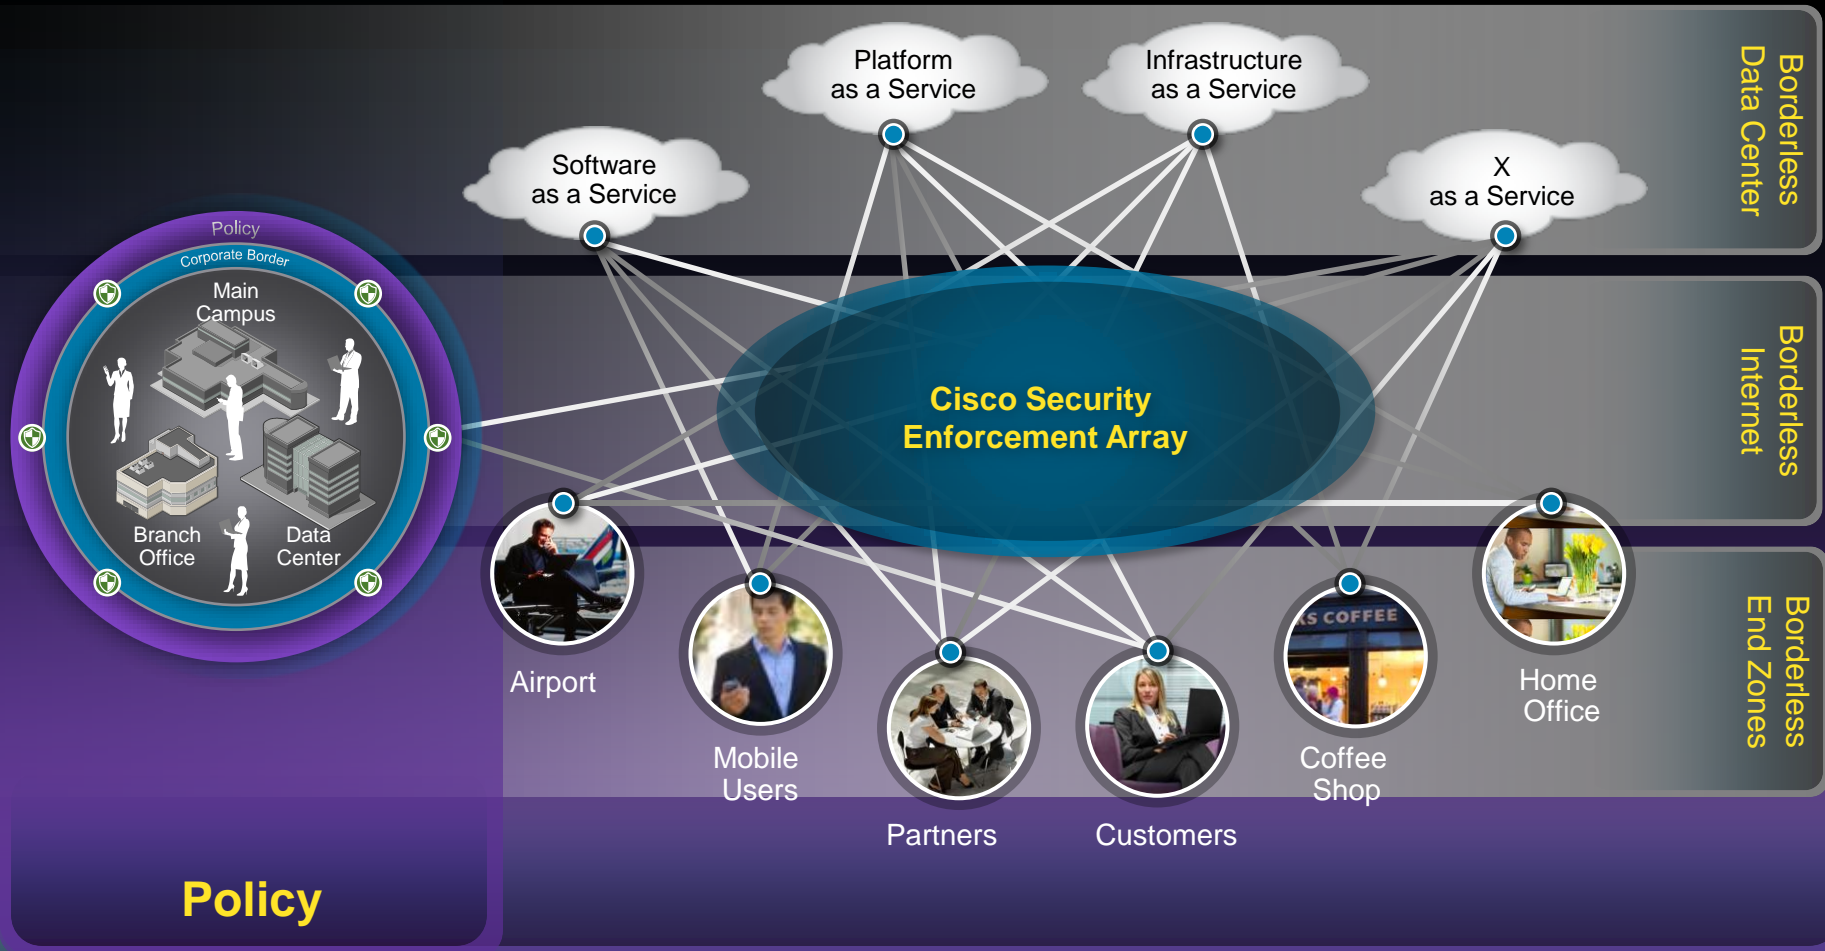 Platform
as a Service
Infrastructure
as a Service
Borderless
Data Center
Software
as a Service
X
as a Service
Policy
Corporate Border
Main
Campus
Branch
Office
Data
Center
Cisco Security
Enforcement Array
Borderless
Internet
Airport
Mobile
Users
Partners
Customers
KS COFFEE
Coffee
Shop
Home
Office
Borderless
End Zones
Policy